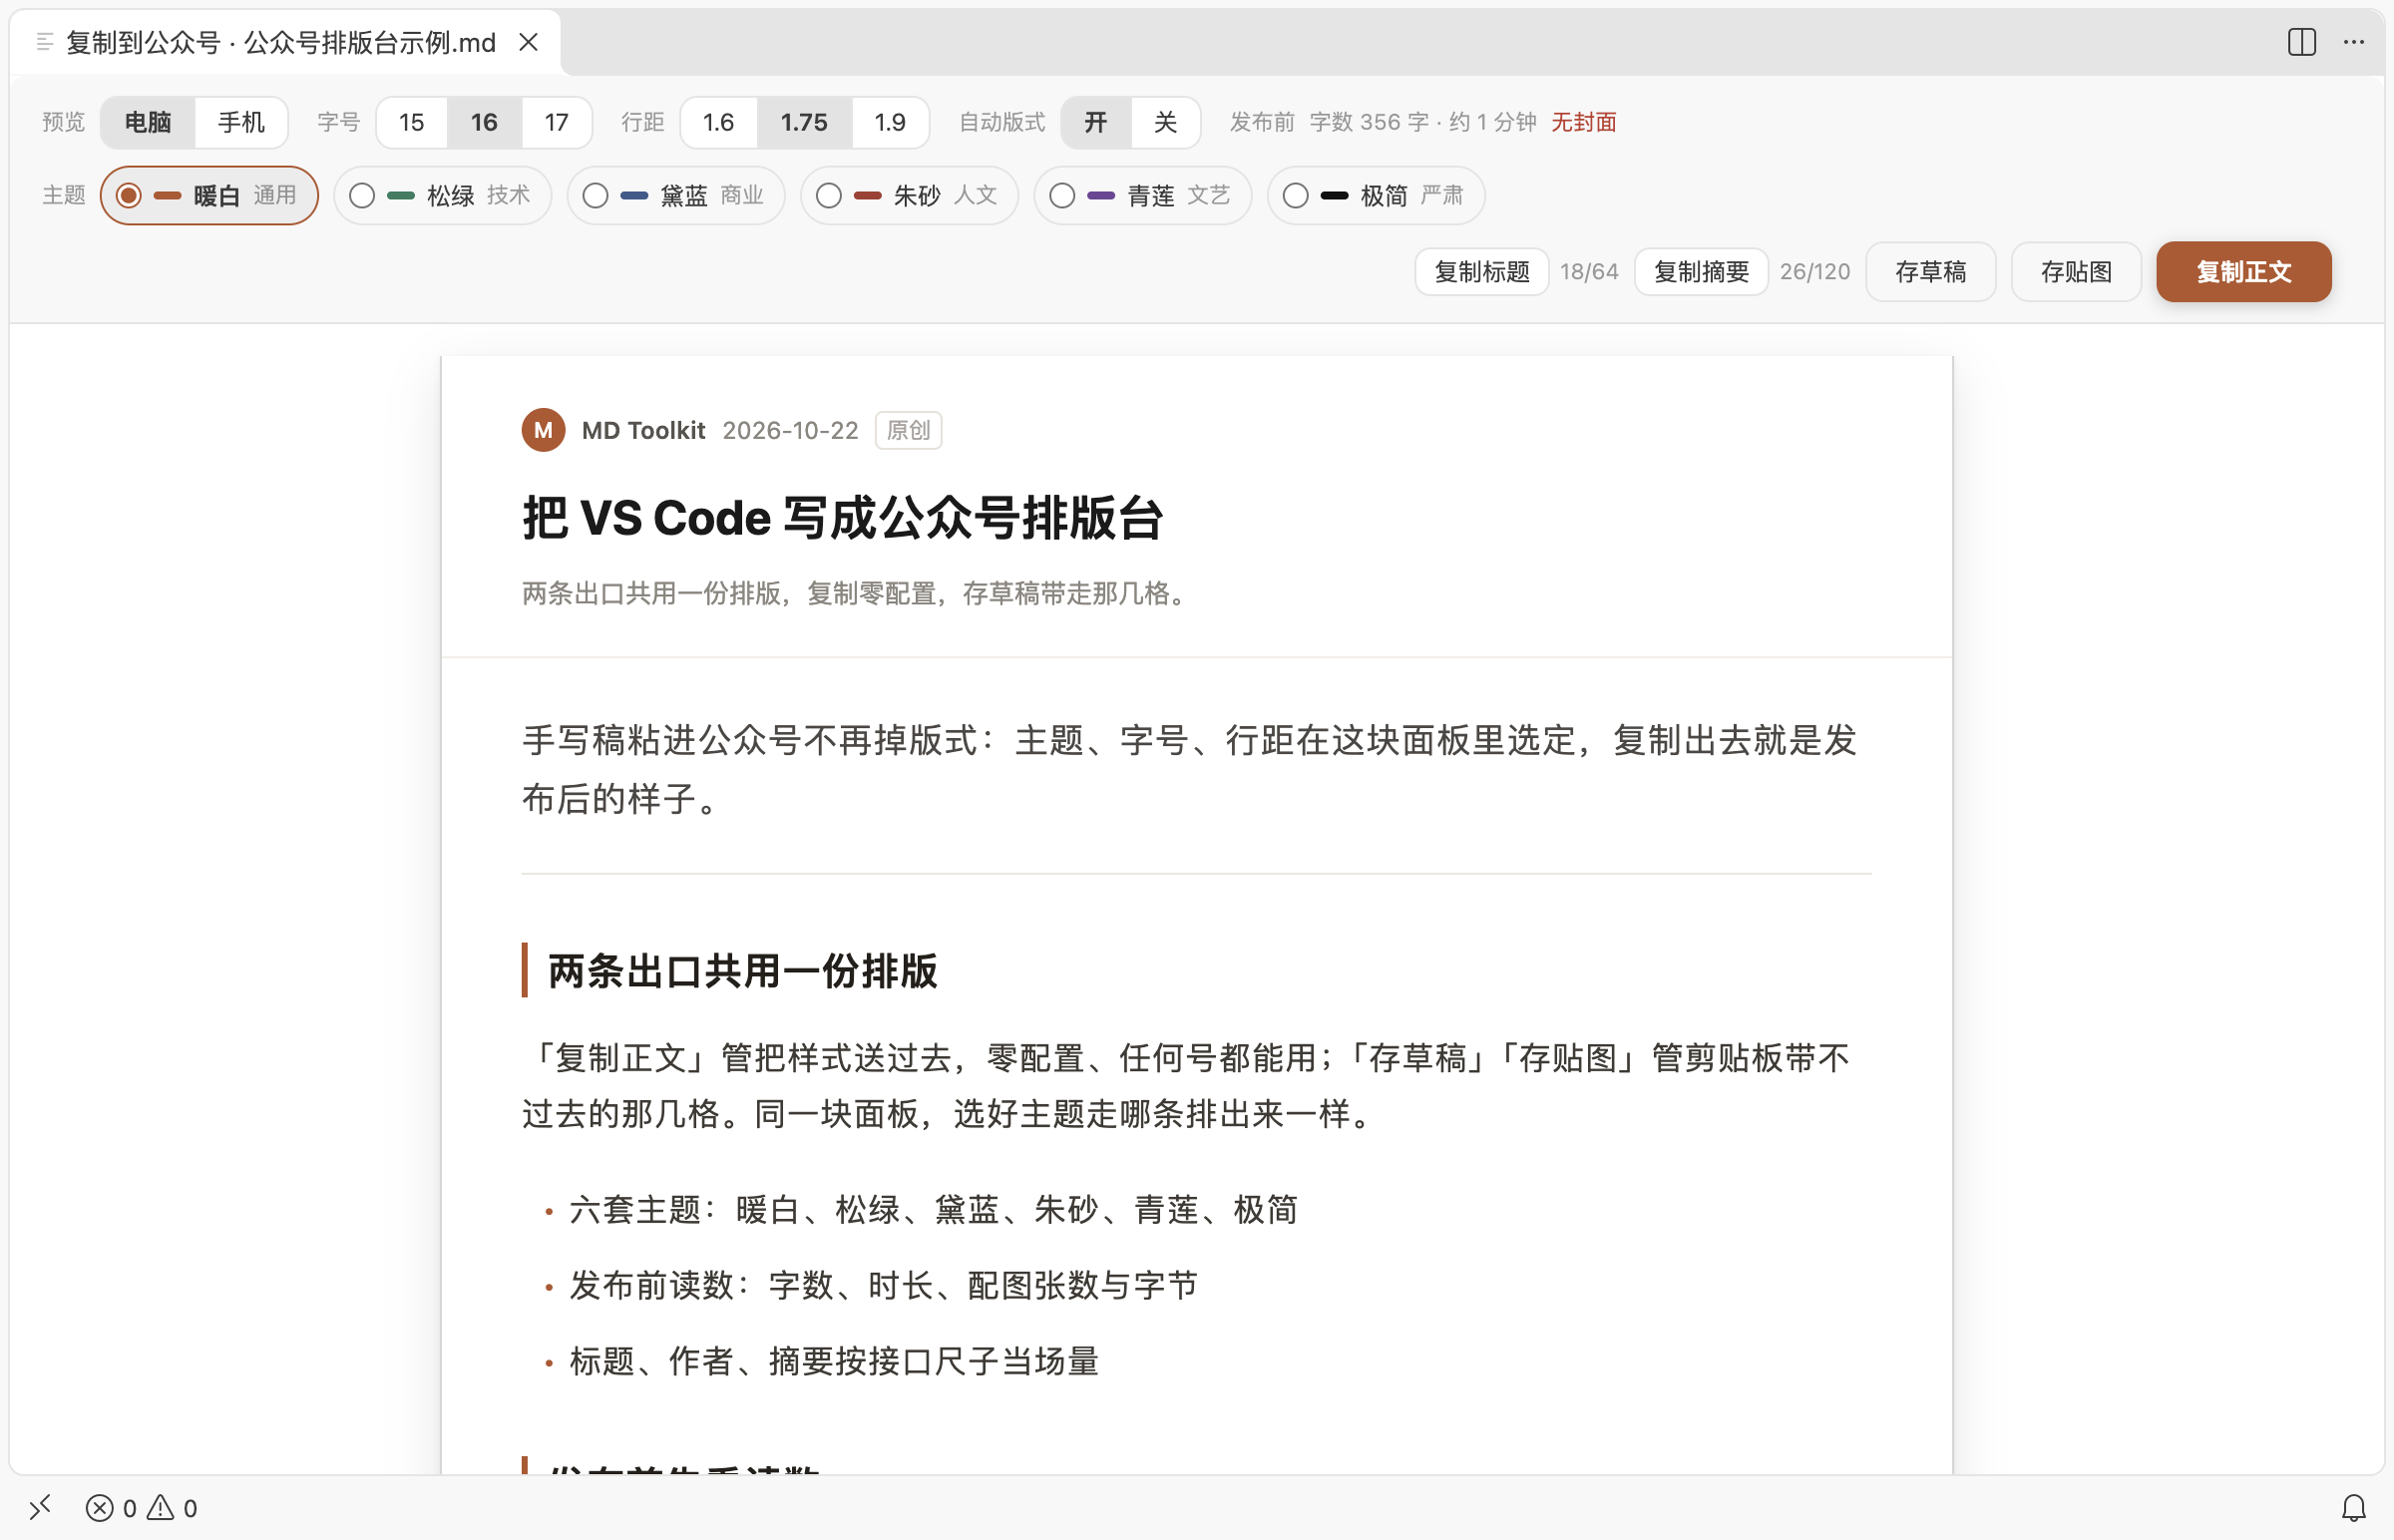 复制到公众号 · 公众号排版台示例.md
预览 电脑 手机 字号 15 16 17 行距 1.6 1.75 1.9 自动版式 开 关 发布前 字数 356 字 · 约 1 分钟 无封面
主题 暖白 通用 松绿 技术 黛蓝 商业 朱砂 人文 青莲 文艺 极简 严肃
复制标题 18/64 复制摘要 26/120 存草稿 存贴图 复制正文
M MD Toolkit 2026-10-22 原创
把 VS Code 写成公众号排版台
两条出口共用一份排版，复制零配置，存草稿带走那几格。
手写稿粘进公众号不再掉版式：主题、字号、行距在这块面板里选定，复制出去就是发
布后的样子。
两条出口共用一份排版
「复制正文」管把样式送过去，零配置、任何号都能用；「存草稿」「存贴图」管剪贴板带不
过去的那几格。同一块面板，选好主题走哪条排出来一样。
• 六套主题：暖白、松绿、黛蓝、朱砂、青莲、极简
• 发布前读数：字数、时长、配图张数与字节
• 标题、作者、摘要按接口尺子当场量
0 0